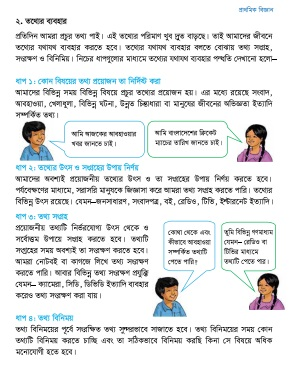 প্রাথমিক বিজ্ঞান
২. তথ্যের ব্যবহার
প্রতিদিন আমরা প্রচুর তথ্য পাই। এই তথ্যের পরিমাণ খুব দ্রুত বাড়ছে। তাই আমাদের জীবনে
তথ্যের যথাযথ ব্যবহার করতে হবে। তথ্যের যথাযথ ব্যবহার বলতে বোঝায় তথ্য সংগ্রহ,
সংরক্ষণ ও বিনিময়। নিচের ধাপগুলোর মাধ্যমে তথ্যের যথাযথ ব্যবহার পদ্ধতি দেখানো হলো—
ধাপ ১: কোন বিষয়ের তথ্য প্রয়োজন তা নির্দিষ্ট করা
আমাদের বিভিন্ন সময় বিভিন্ন বিষয়ে প্রচুর তথ্যের প্রয়োজন হয়। এর মধ্যে রয়েছে সংবাদ,
আবহাওয়া, খেলাধুলা, বিভিন্ন ঘটনা, উন্নত চিন্তাধারা বা মানুষের জীবনের অভিজ্ঞতা ইত্যাদি
সম্পর্কিত তথ্য।
আমি আজকের আবহাওয়ার
খবর জানতে চাই।
আমি বাংলাদেশের ক্রিকেট
ম্যাচের তারিখ জানতে চাই।
ধাপ ২: তথ্যের উৎস ও সংগ্রহের উপায় নির্ণয়
আমাদের অবশ্যই প্রয়োজনীয় তথ্যের উৎস ও তা সংগ্রহের উপায় নির্ণয় করতে হবে।
পর্যবেক্ষণের মাধ্যমে, সরাসরি মানুষকে জিজ্ঞাসা করে আমরা তথ্য সংগ্রহ করতে পারি। তথ্যের
বিভিন্ন উৎস রয়েছে। যেমন—জনসাধারণ, সংবাদপত্র, বই, রেডিও, টিভি, ইন্টারনেট ইত্যাদি।
ধাপ ৩: তথ্য সংগ্রহ
প্রয়োজনীয় তথ্যটি নির্ভরযোগ্য উৎস থেকে ও
সর্বোত্তম উপায়ে সংগ্রহ করতে হবে। তথ্যটি
সংগ্রহের সময় অবশ্যই তা সংরক্ষণ করতে হবে।
আমরা নোটবই বা কাগজে লিখে তথ্য সংরক্ষণ
করতে পারি। আবার বিভিন্ন তথ্য সংরক্ষণ প্রযুক্তি
যেমন— ক্যামেরা, সিডি, ডিভিডি ইত্যাদি ব্যবহার
করেও তথ্য সংরক্ষণ করা যায়।
কোথা থেকে এবং
কীভাবে আবহাওয়া
সম্পর্কিত তথ্যটি
পেতে পারি?
তুমি বিভিন্ন গণমাধ্যম
যেমন— রেডিও বা
টিভির মাধ্যমে
তথ্যটি পেতে পার।
ধাপ ৪: তথ্য বিনিময়
তথ্য বিনিময়ের পূর্বে সংরক্ষিত তথ্য সুন্দরভাবে সাজাতে হবে। তথ্য বিনিময়ের সময় কোন
তথ্যটি বিনিময় করতে চাচ্ছি এবং তা সঠিকভাবে বিনিময় করছি কিনা সে বিষয়ে অধিক
মনোযোগী হতে হবে।